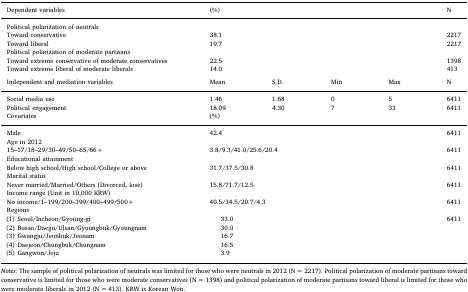 Dependent variables (%) N
Political polarization of neutrals
Toward conservative 38.1 2217
Toward liberal 19.7 2217
Political polarization of moderate partisans
Toward extreme conservative of moderate conservatives 22.5 1398
Toward extreme liberal of moderate liberals 14.0 413
Independent and mediation variables Mean S.D. Min Max N
Social media use 1.46 1.68 0 5 6411
Political engagement 18.09 4.30 7 33 6411
Covariates (%)
Male 42.4 6411
Age in 2012
15–17/18–29/30–49/50–65/66+ 3.8/9.3/41.0/25.6/20.4 6411
Educational attainment
Below high school/High school/College or above 31.7/37.5/30.8 6411
Marital status
Never married/Married/Others (Divorced, lose) 15.8/71.7/12.5 6411
Income range (Unit in 10,000 KRW)
No income/1–199/200–399/400–499/500+ 40.5/34.5/20.7/4.3 6411
Regions
(1) Seoul/Incheon/Gyoung-gi 33.0 6411
(2) Busan/Daegu/Ulsan/Gyoungbuk/Gyoungnam 30.0
(3) Gwangju/Jeonbuk/Jeonam 16.7
(4) Daejeon/Chungbuk/Chungnam 16.5
(5) Gangwon/Jeju 3.9
Notes: The sample of political polarization of neutrals was limited for those who were neutrals in 2012 (N = 2217). Political polarization of moderate partisans toward
conservative is limited for those who were moderate conservatives (N = 1398) and political polarization of moderate partisans toward liberal is limited for those who
were moderate liberals in 2012 (N = 413). KRW is Korean Won.